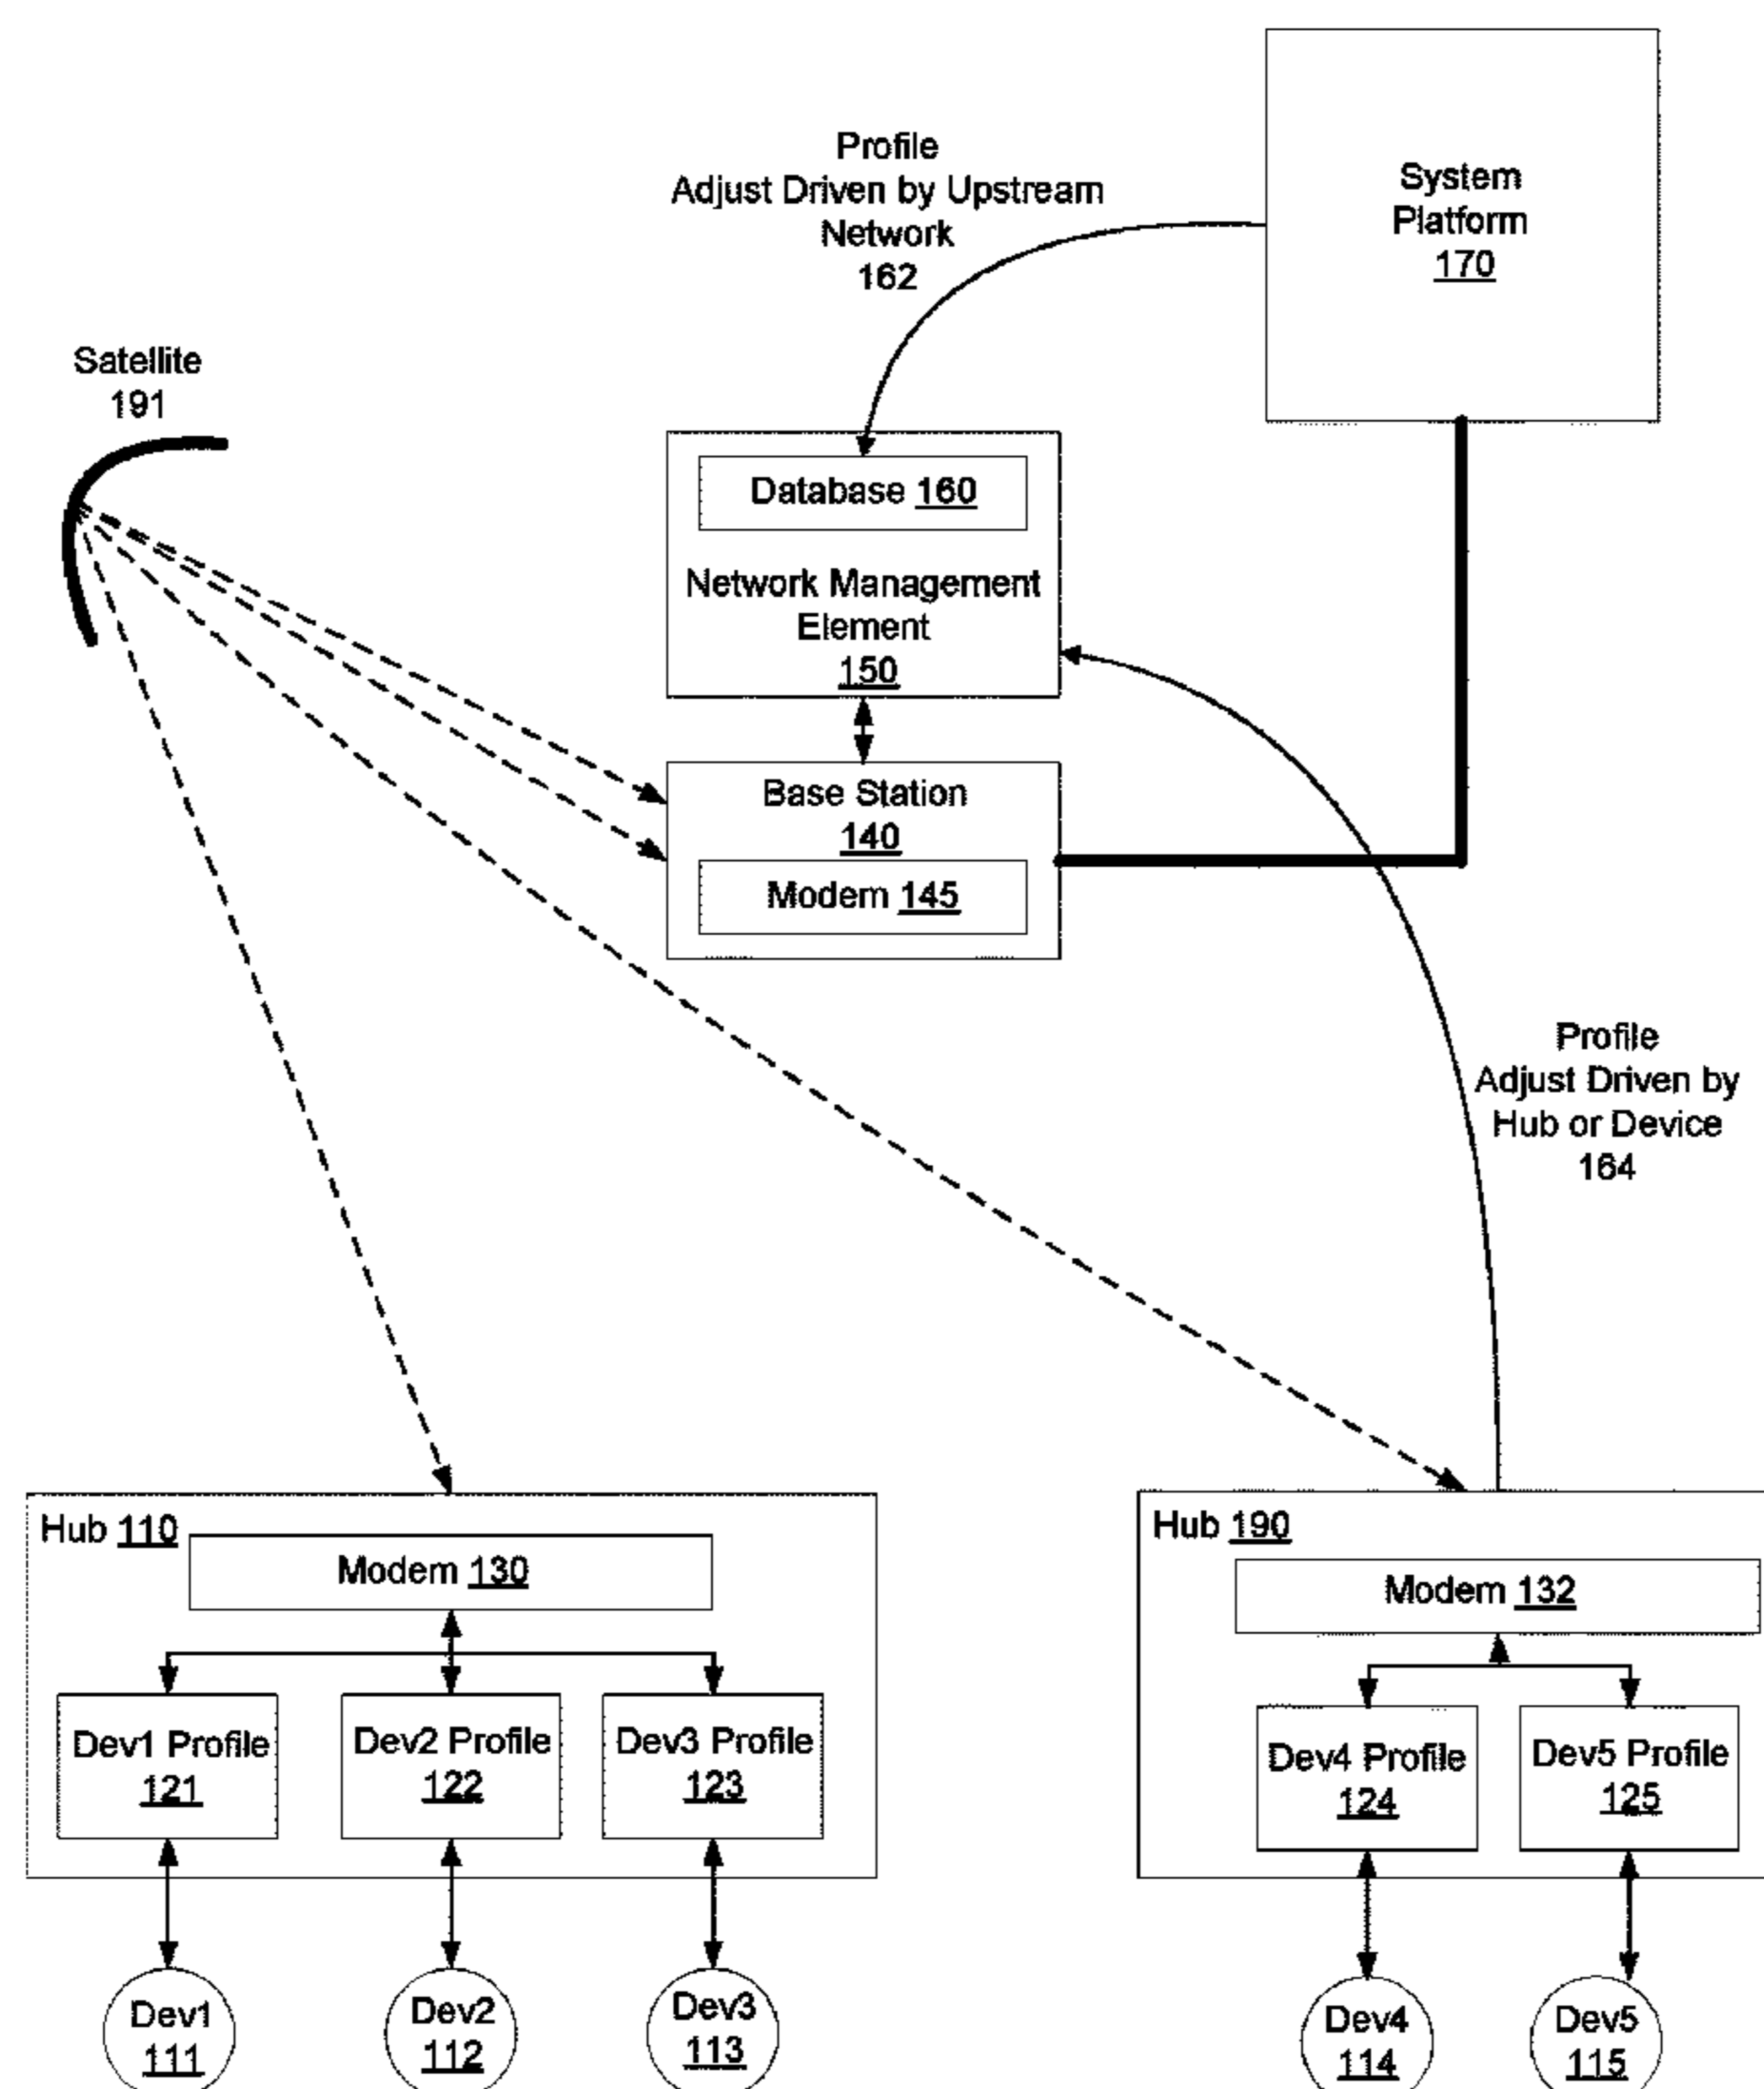 Profile
Adjust Driven by Upstream
Network
162
System
Platform
170
Satellite
191
Database 160
Network Management
Element
150
Base Station
140
Modem 145
Profile
Adjust Driven by
Hub or Device
164
Hub 110
Modem 130
Dev1 Profile
121
Dev2 Profile
122
Dev3 Profile
123
Dev1
111
Dev2
112
Dev3
113
Hub 190
Modem 132
Dev4 Profile
124
Dev5 Profile
125
Dev4
114
Dev5
115